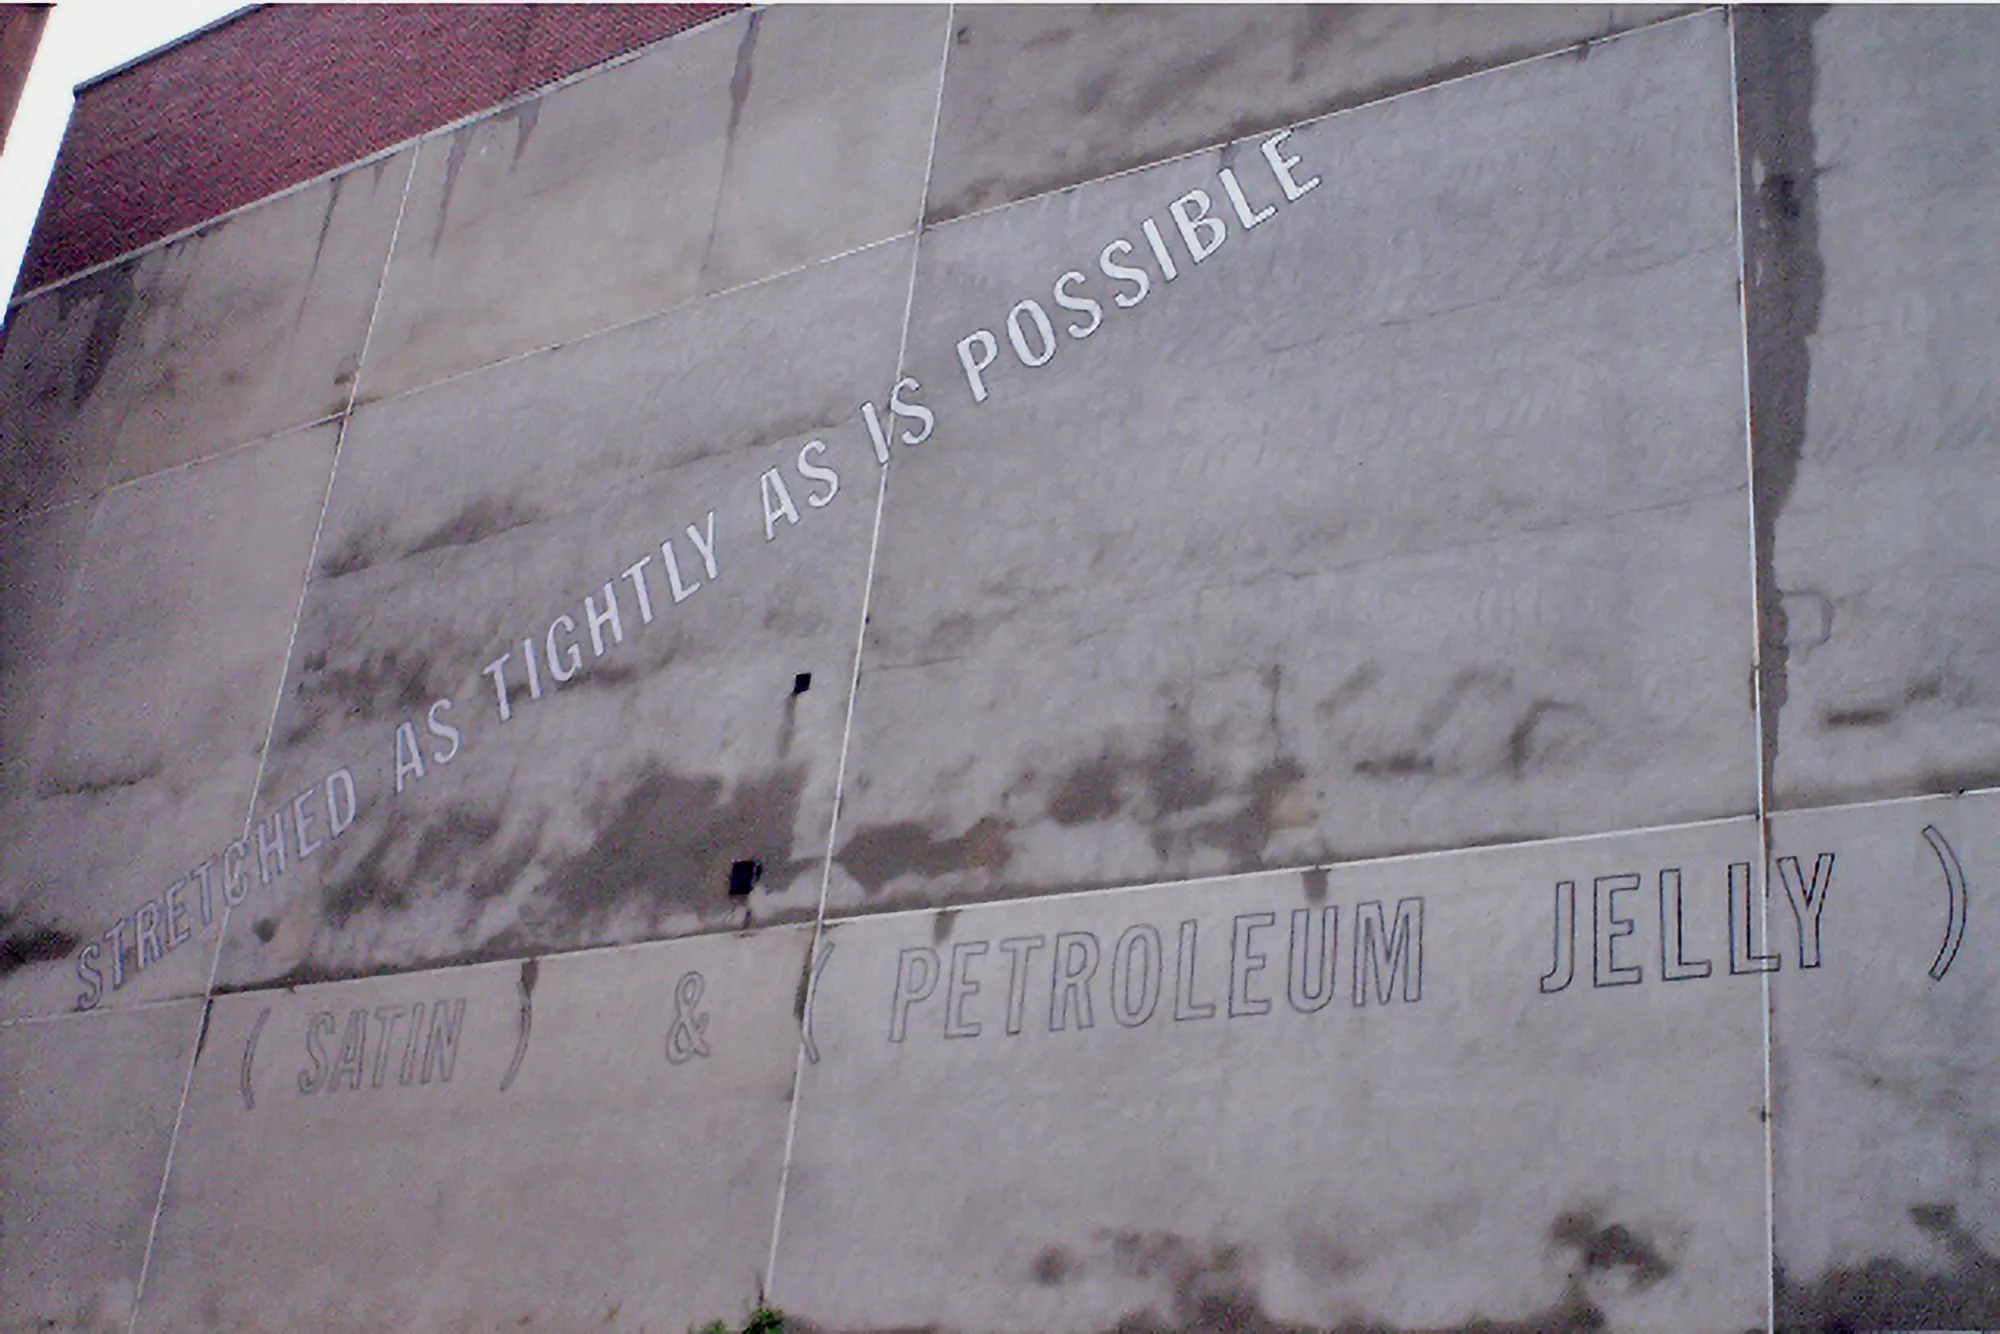 STRETCHED AS TIGHTLY AS IS POSSIBLE
( SATIN ) & ( PETROLEUM JELLY )